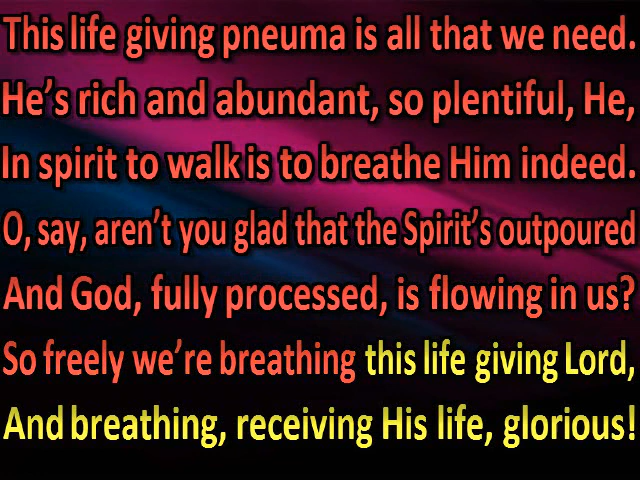 This life giving pneuma is all that we need.
He’s rich and abundant, so plentiful, He,
In spirit to walk is to breathe Him indeed.
O, say, aren’t you glad that the Spirit’s outpoured
And God, fully processed, is flowing in us?
So freely we’re breathing this life giving Lord,
And breathing, receiving His life, glorious!